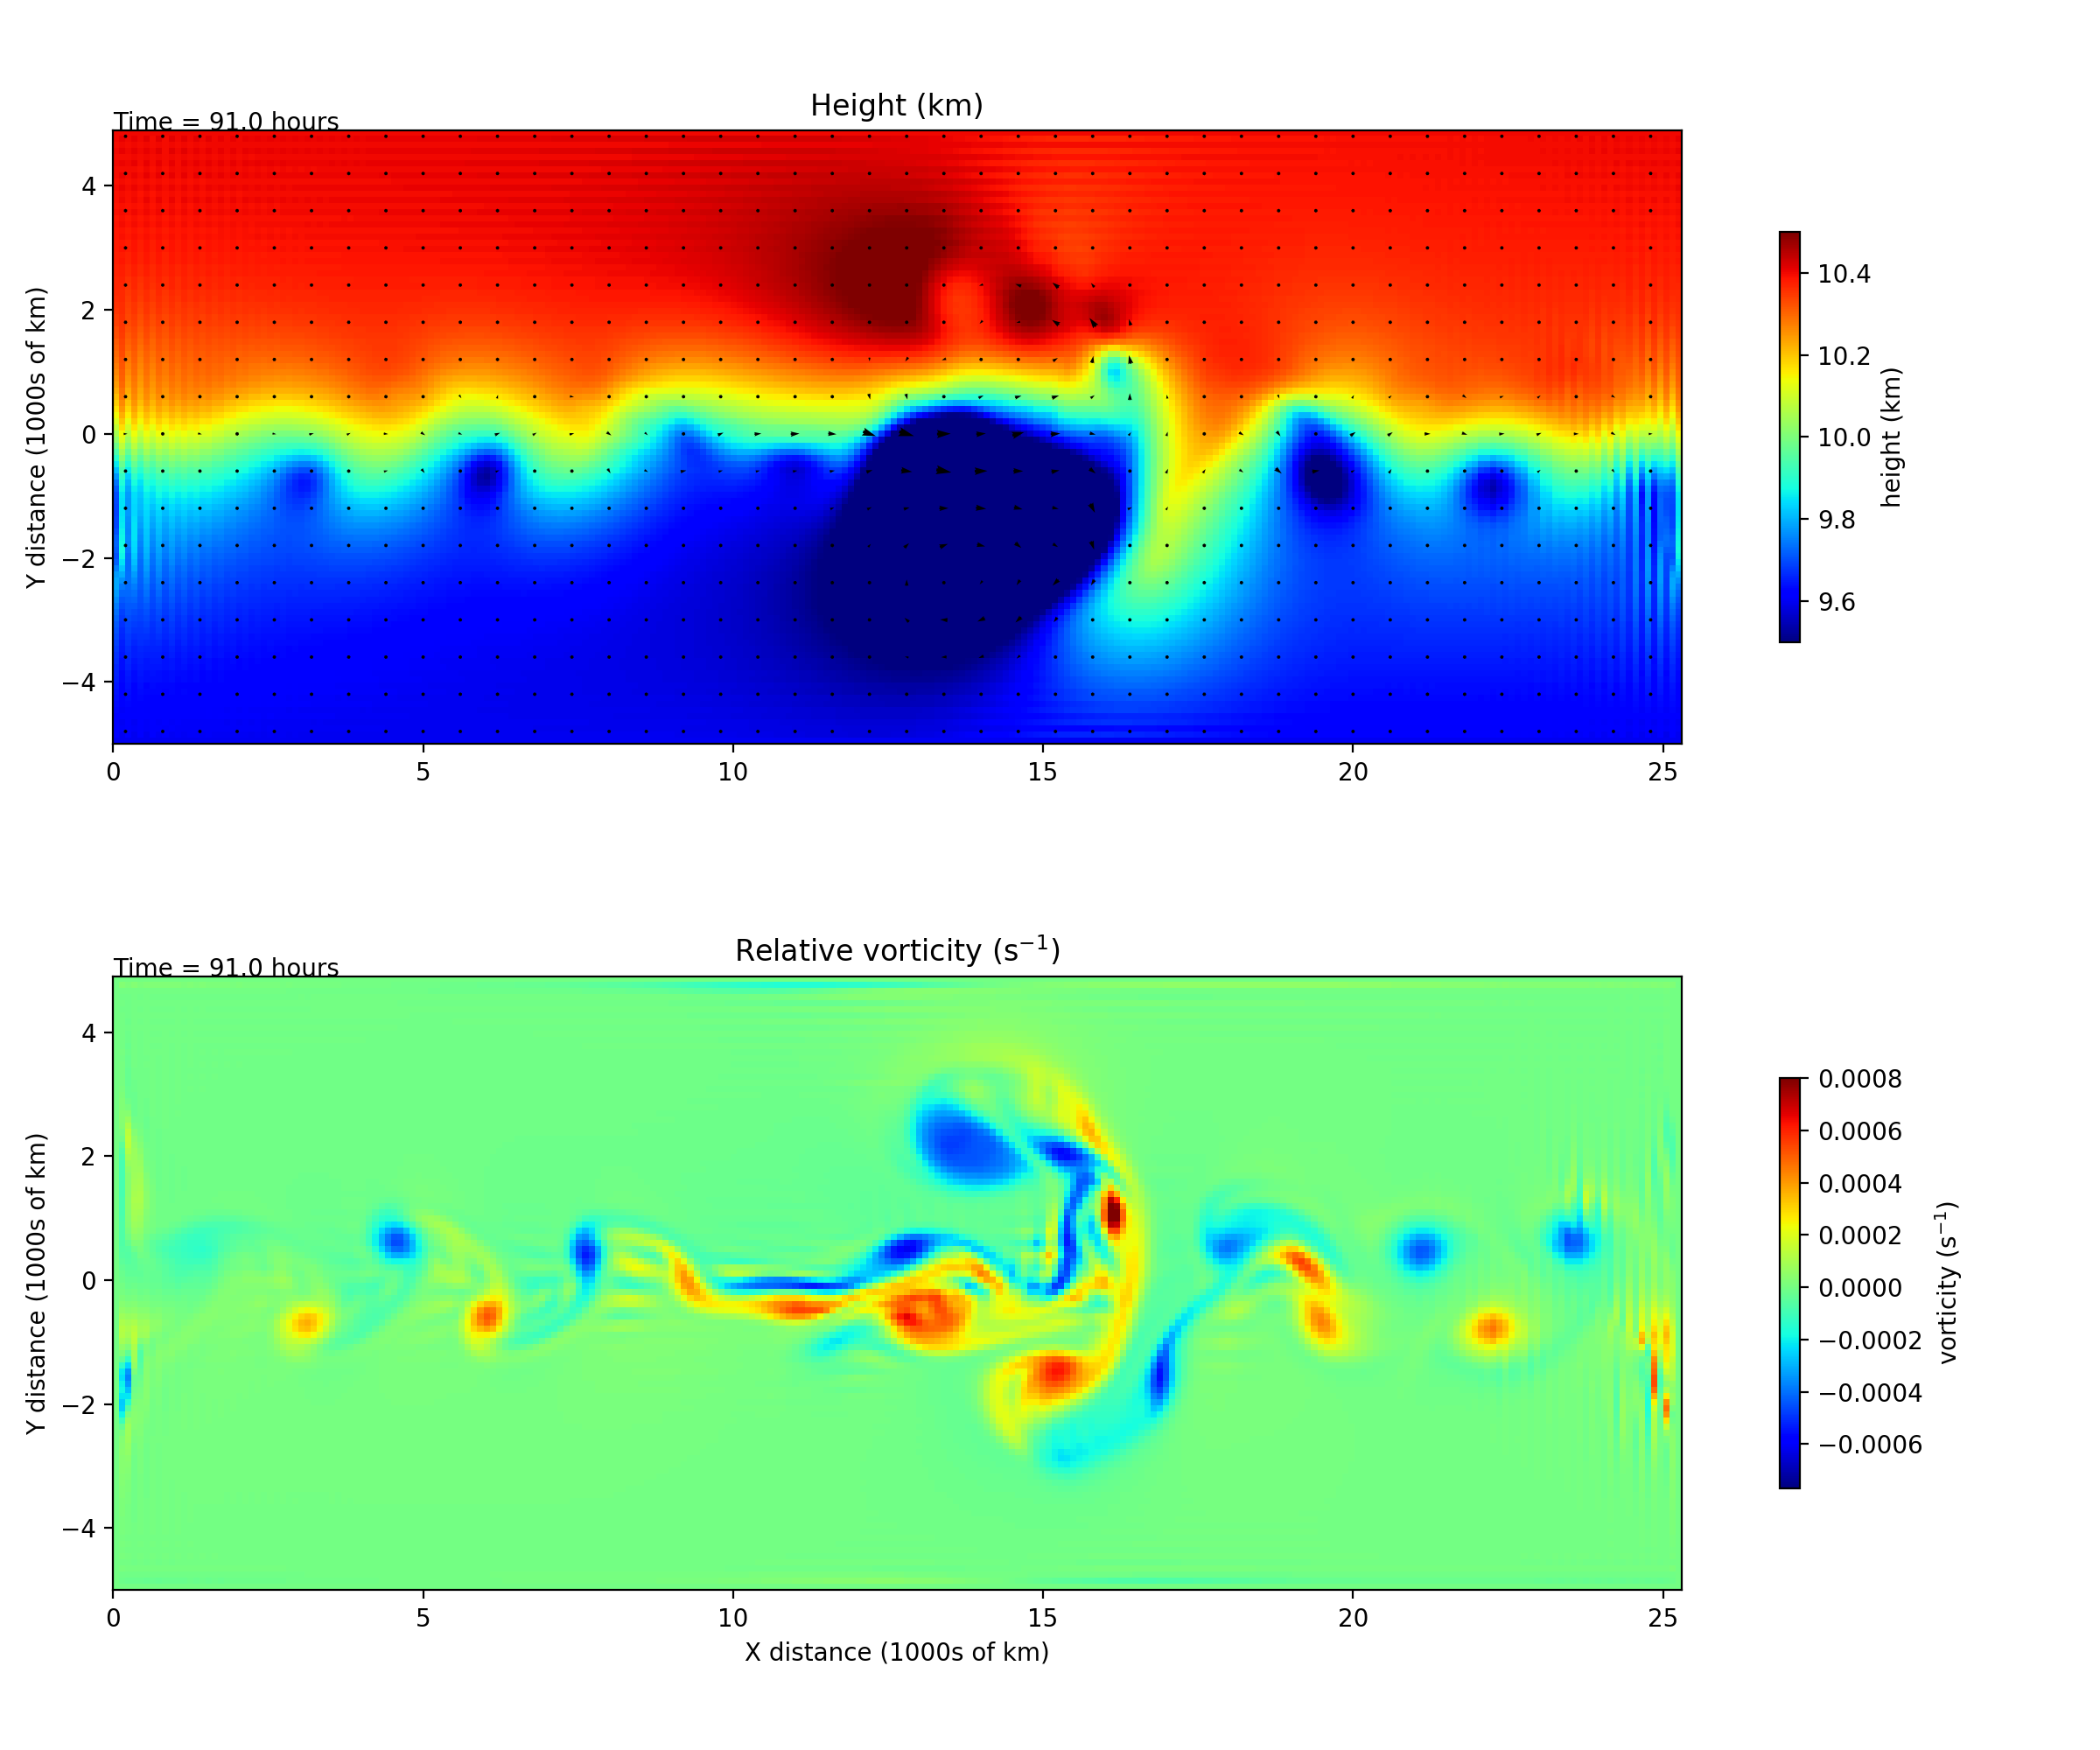 Height (km)
Time = 91.0 hours
Y distance (1000s of km)
4
2
0
−2
−4
0 5 10 15 20 25
10.4
10.2
10.0
9.8
9.6
height (km)
Relative vorticity (s⁻¹)
Time = 91.0 hours
Y distance (1000s of km)
4
2
0
−2
−4
0 5 10 15 20 25
X distance (1000s of km)
0.0008
0.0006
0.0004
0.0002
0.0000
−0.0002
−0.0004
−0.0006
vorticity (s⁻¹)